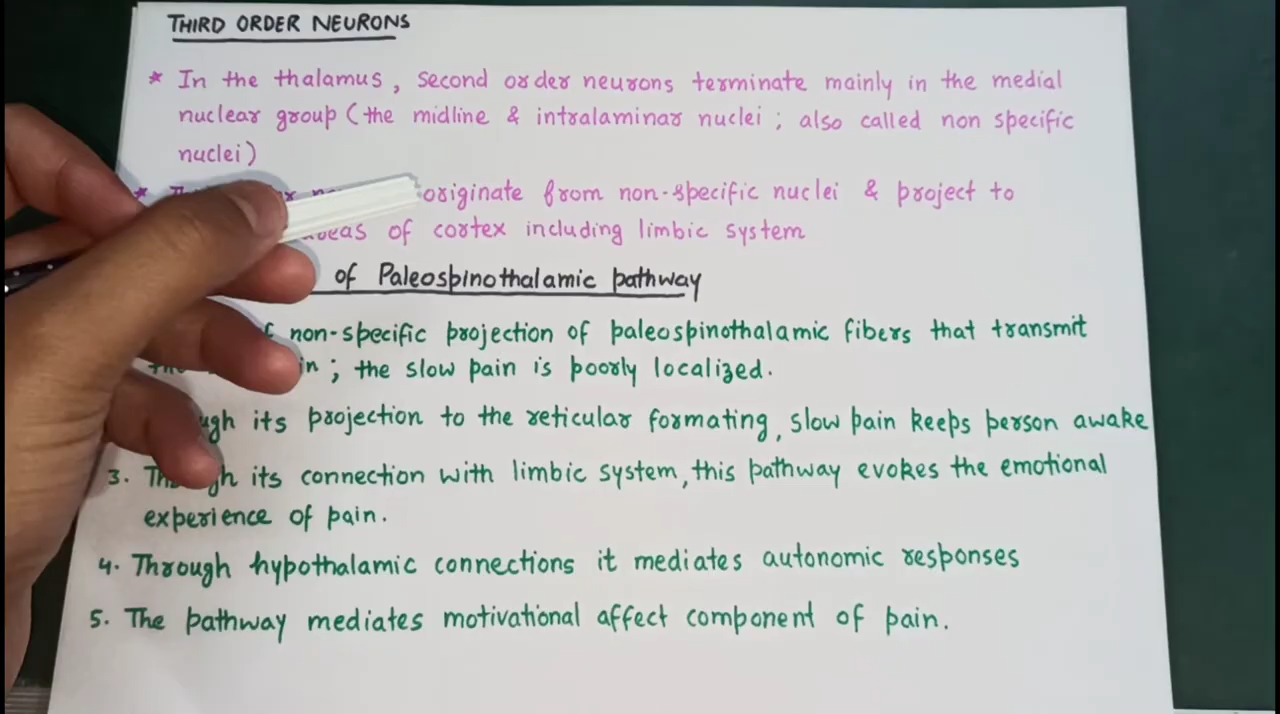 THIRD ORDER NEURONS
* In the thalamus, second order neurons terminate mainly in the medial
nuclear group (the midline & intralaminar nuclei; also called non specific
nuclei)
* originate from non-specific nuclei & project to
of cortex including limbic system
of Paleospinothalamic pathway
non-specific projection of paleospinothalamic fibers that transmit
; the slow pain is poorly localized.
its projection to the reticular formating, slow pain keeps person awake
3. Through its connection with limbic system, this pathway evokes the emotional
experience of pain.
4. Through hypothalamic connections it mediates autonomic responses
5. The pathway mediates motivational affect component of pain.